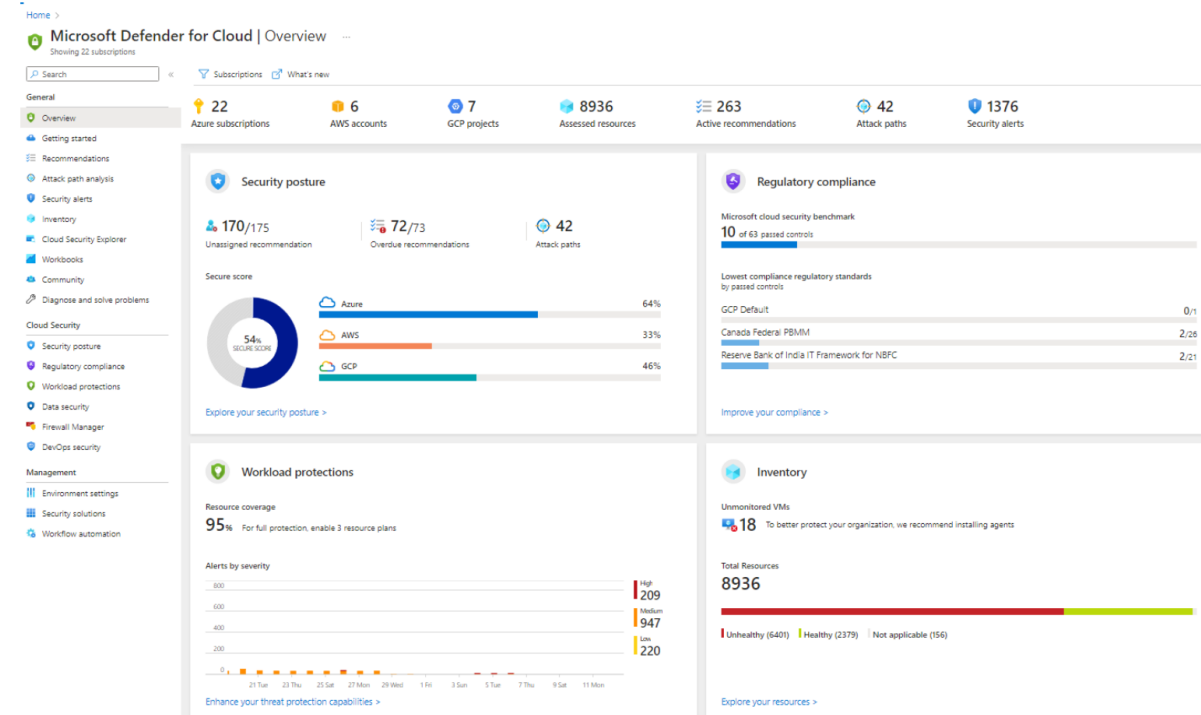 Home >
Microsoft Defender for Cloud | Overview ...
Showing 22 subscriptions
Search «
Subscriptions What's new
General
Overview
Getting started
Recommendations
Attack path analysis
Security alerts
Inventory
Cloud Security Explorer
Workbooks
Community
Diagnose and solve problems
Cloud Security
Security posture
Regulatory compliance
Workload protections
Data security
Firewall Manager
DevOps security
Management
Environment settings
Security solutions
Workflow automation
22
Azure subscriptions
6
AWS accounts
7
GCP projects
8936
Assessed resources
263
Active recommendations
42
Attack paths
1376
Security alerts
Security posture
170/175
Unassigned recommendation
72/73
Overdue recommendations
42
Attack paths
Secure score
54%
SECURE SCORE
Azure 64%
AWS 33%
GCP 46%
Explore your security posture >
Regulatory compliance
Microsoft cloud security benchmark
10 of 63 passed controls
Lowest compliance regulatory standards
by passed controls
GCP Default 0/1
Canada Federal PBMM 2/26
Reserve Bank of India IT Framework for NBFC 2/21
Improve your compliance >
Workload protections
Resource coverage
95% For full protection, enable 3 resource plans
Alerts by severity
800
600
400
200
0
21 Tue 23 Thu 25 Sat 27 Mon 29 Wed 1 Fri 3 Sun 5 Tue 7 Thu 9 Sat 11 Mon
High
209
Medium
947
Low
220
Enhance your threat protection capabilities >
Inventory
Unmonitored VMs
18 To better protect your organization, we recommend installing agents
Total Resources
8936
Unhealthy (6401) Healthy (2379) Not applicable (156)
Explore your resources >